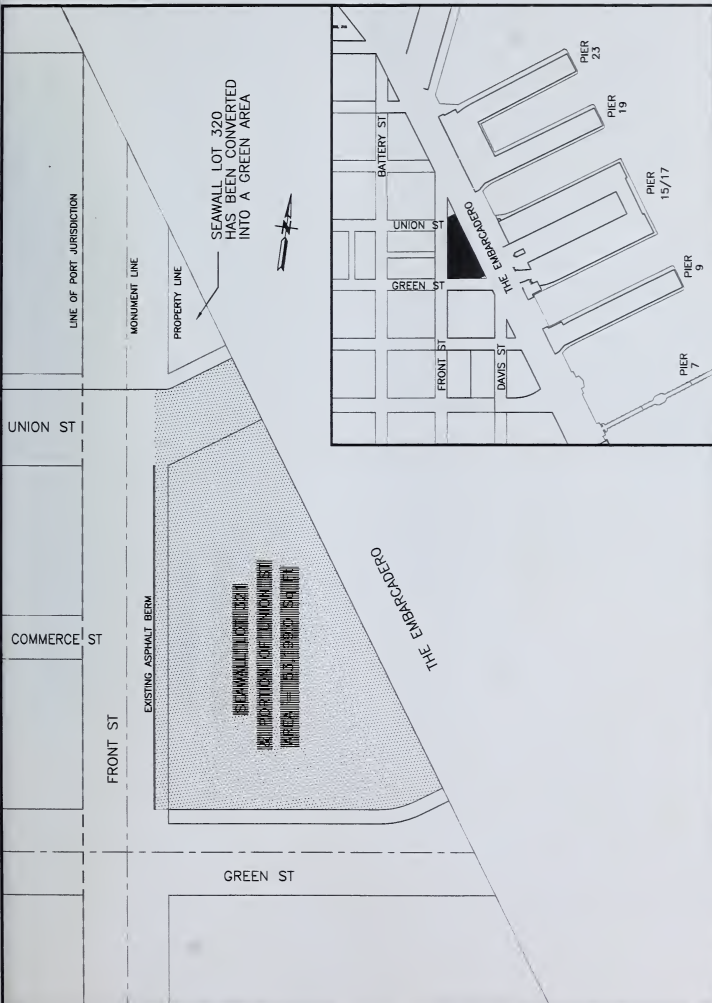 LINE OF PORT JURISDICTION
MONUMENT LINE
PROPERTY LINE
SEAWALL LOT 320
HAS BEEN CONVERTED
INTO A GREEN AREA
UNION ST
COMMERCE ST
FRONT ST
EXISTING ASPHALT BERM
SEAWALL LOT 321
& PORTION OF UNION ST
AREA = Sq Ft
THE EMBARCADERO
GREEN ST
BATTERY ST
UNION ST
GREEN ST
FRONT ST
DAVIS ST
THE EMBARCADERO
PIER
23
PIER
19
PIER
15/17
PIER
9
PIER
7